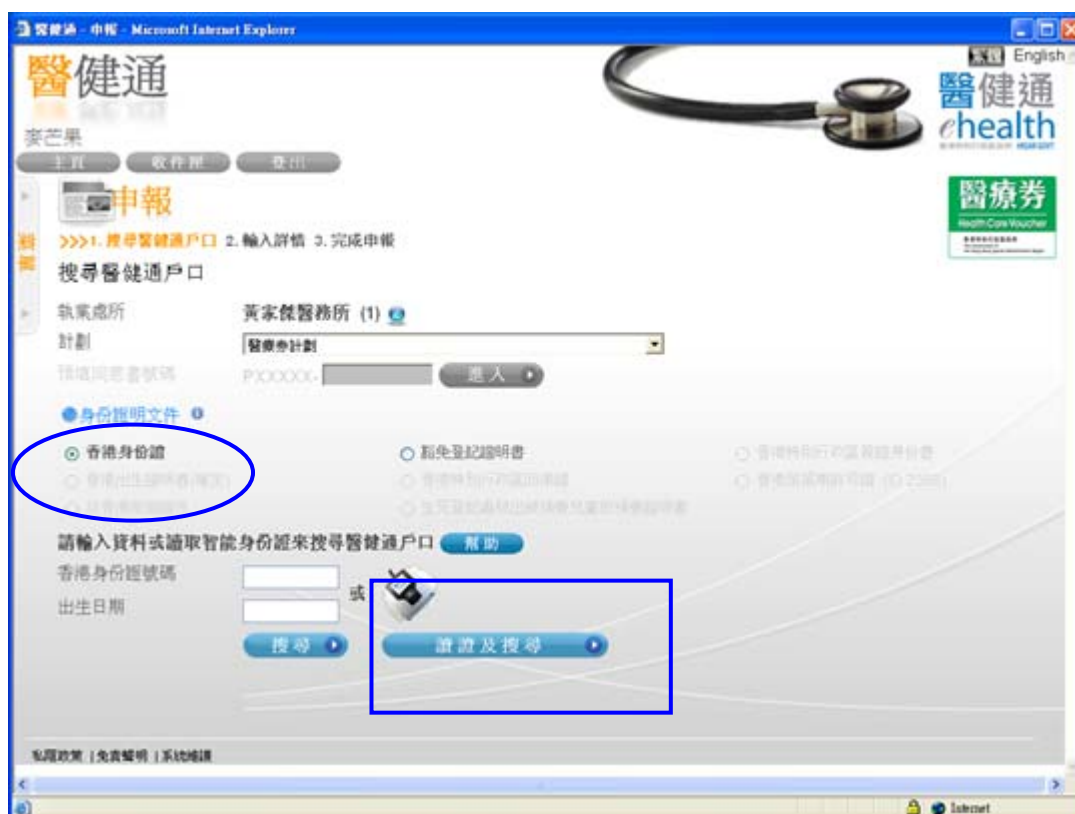 醫健通 - 申報 - Microsoft Internet Explorer
English
醫健通
醫健通
ehealth
麥芒果
主頁 收件匣 登出
申報
醫療券
Health Care Voucher
>>>1. 搜尋醫健通戶口 2. 輸入詳情 3. 完成申報
搜尋醫健通戶口
執業處所 黃家傑醫務所 (1)
計劃 醫療券計劃
預填同意書號碼 PXXXXX- 進入
身份證明文件
香港身份證 豁免登記證明書
請輸入資料或讀取智能身份證來搜尋醫健通戶口 幫助
香港身份證號碼
或
出生日期
搜尋 讀證及搜尋
私隱政策 | 免責聲明 | 系統維護
Internet